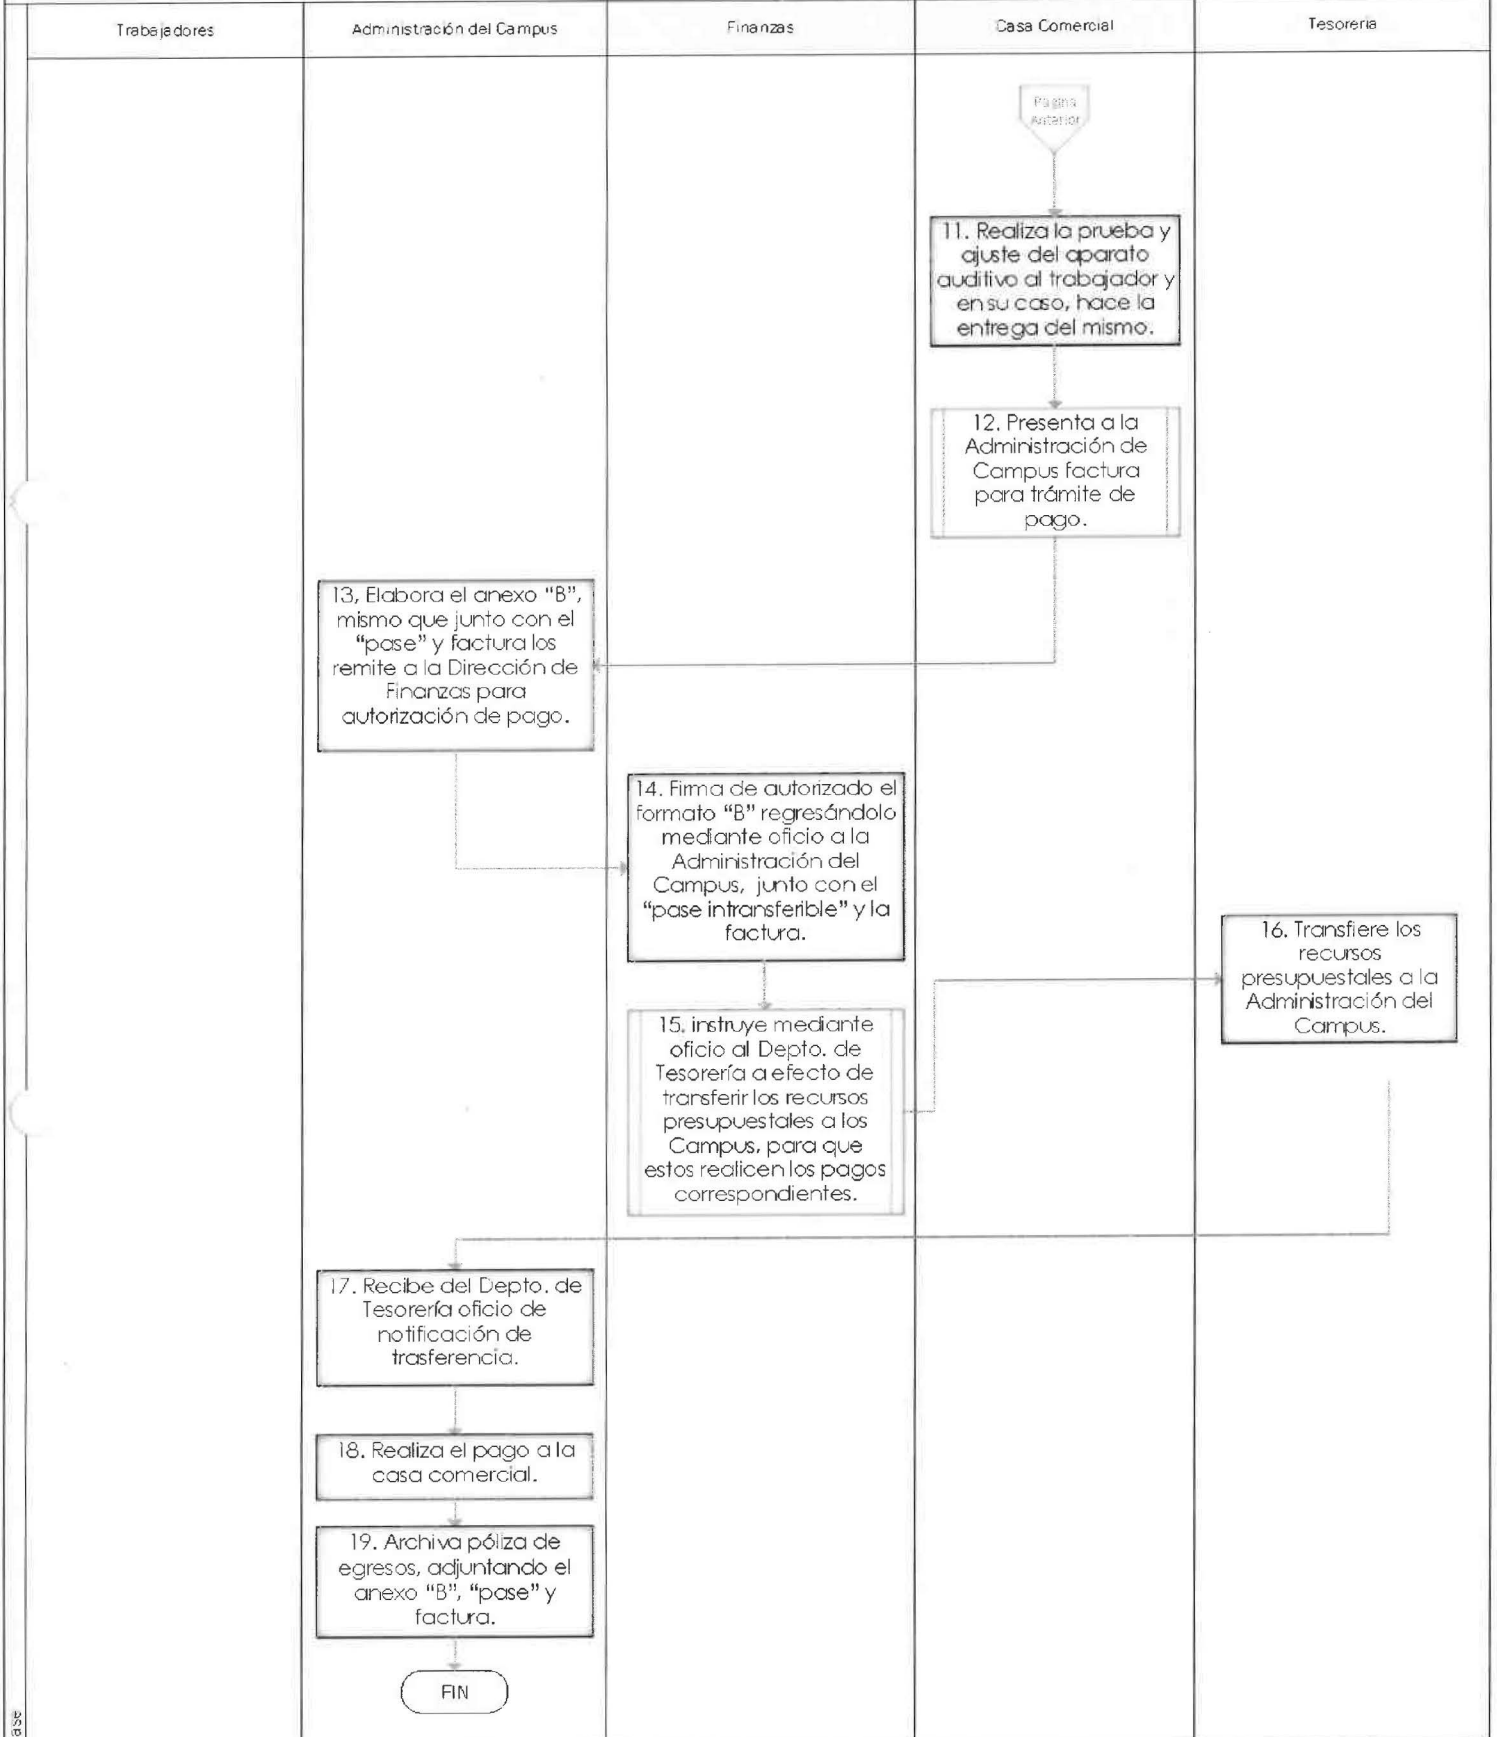 Trabajadores
Administración del Campus
Finanzas
Casa Comercial
Tesoreria
Pagina
Anterior
11. Realiza la prueba y
ajuste del aparato
auditivo al trabajador y
en su caso, hace la
entrega del mismo.
12. Presenta a la
Administración de
Campus factura
para trámite de
pago.
13, Elabora el anexo “B”,
mismo que junto con el
“pase” y factura los
remite a la Dirección de
Finanzas para
autorización de pago.
14. Firma de autorizado el
formato “B” regresándolo
mediante oficio a la
Administración del
Campus, junto con el
“pase intransferible” y la
factura.
15. instruye mediante
oficio al Depto. de
Tesorería a efecto de
transferir los recursos
presupuestales a los
Campus, para que
estos realicen los pagos
correspondientes.
16. Transfiere los
recursos
presupuestales a la
Administración del
Campus.
17. Recibe del Depto. de
Tesorería oficio de
notificación de
trasferencia.
18. Realiza el pago a la
casa comercial.
19. Archiva póliza de
egresos, adjuntando el
anexo “B”, “pase” y
factura.
FIN
ase